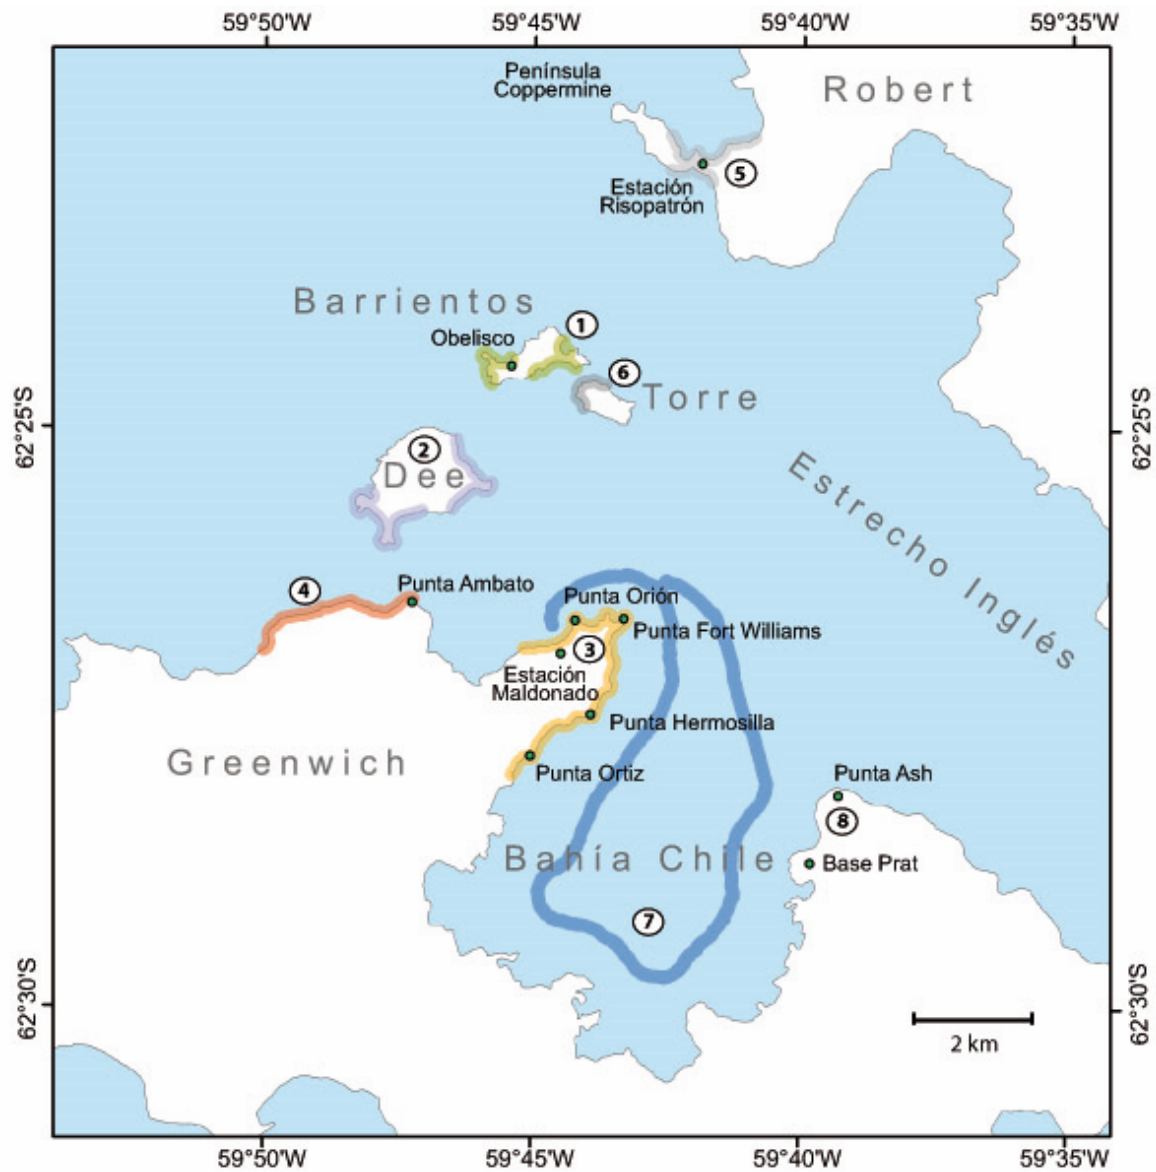 59°50'W
59°45'W
59°40'W
59°35'W
Península
Coppermine
Robert
5
Estación
Risopatrón
Barrientos
1
Obelisco
6
Torre
62°25'S
62°25'S
2
Dee
Estrecho Inglés
4
Punta Ambato
Punta Orión
Punta Fort Williams
3
Estación
Maldonado
Punta Hermosilla
Greenwich
Punta Ortiz
Punta Ash
8
Bahía Chile
Base Prat
7
62°30'S
62°30'S
2 km
59°50'W
59°45'W
59°40'W
59°35'W